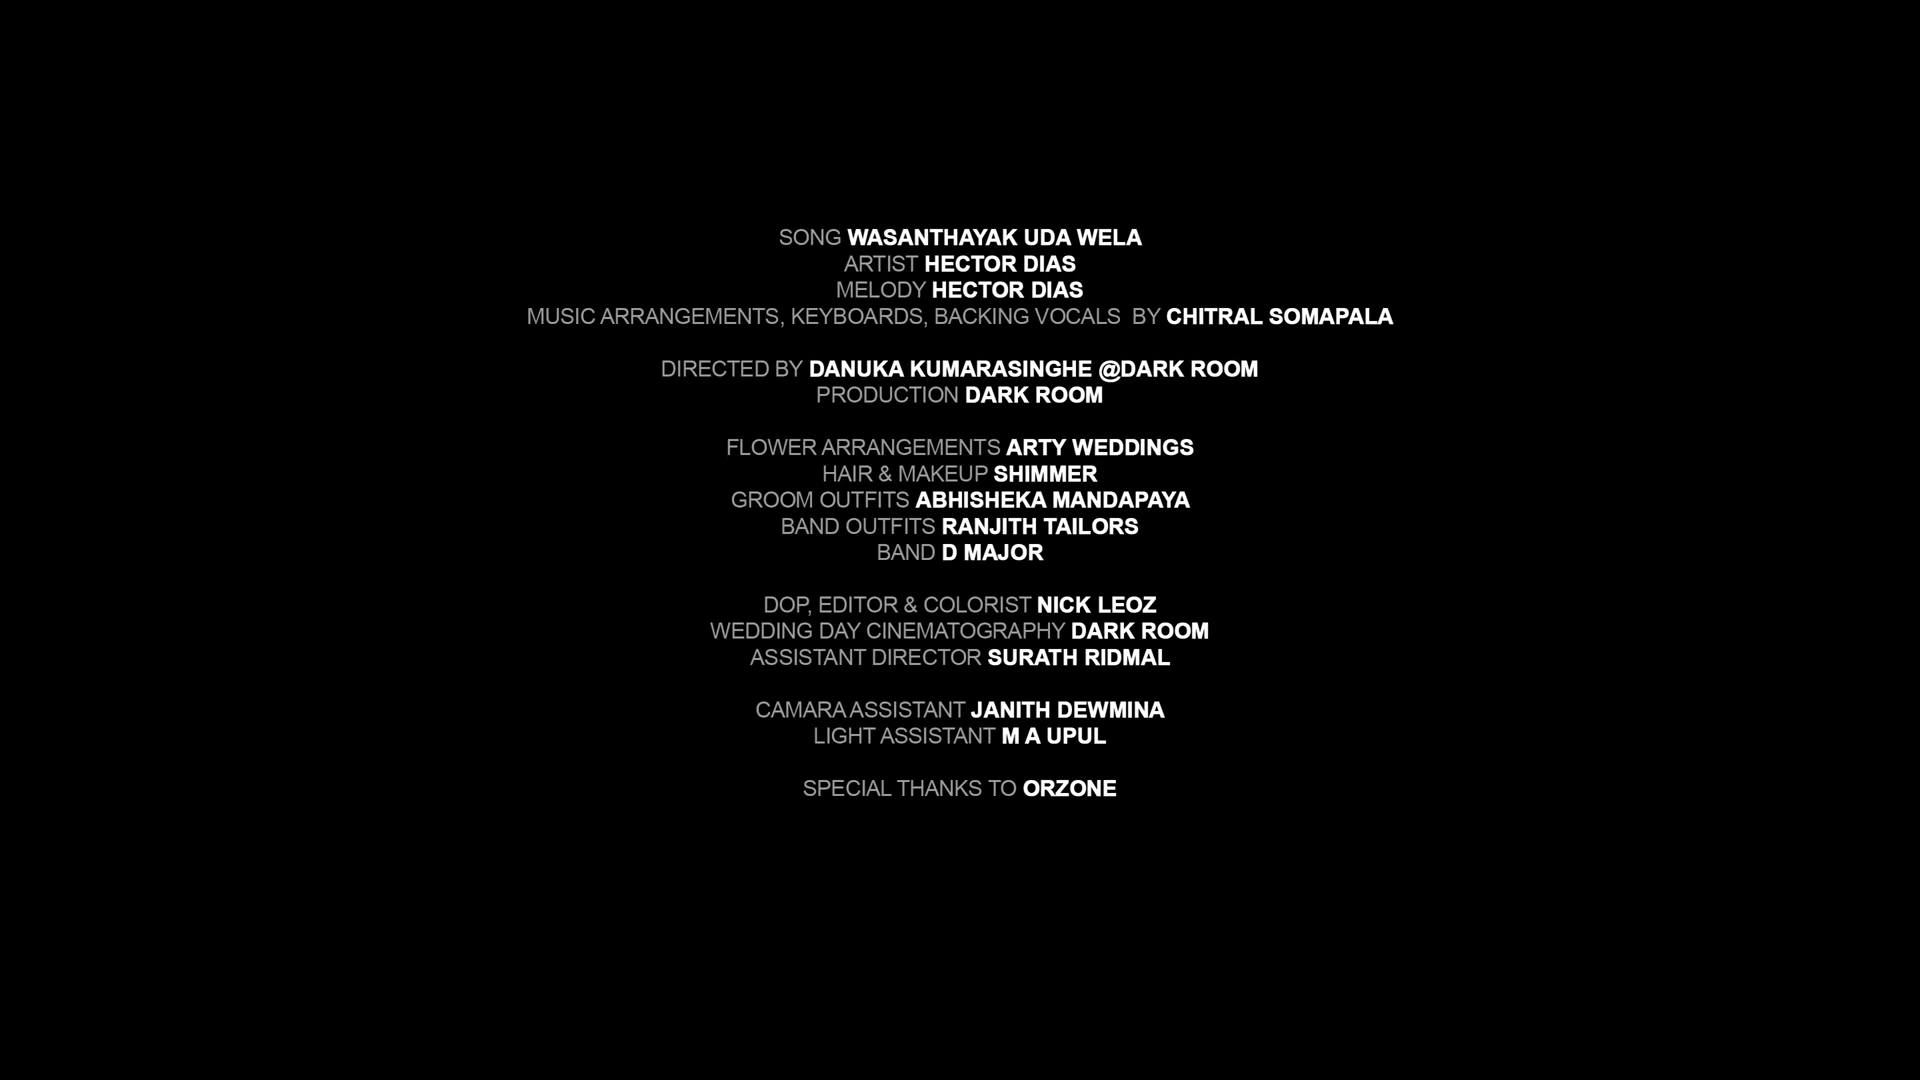 SONG WASANTHAYAK UDA WELA
ARTIST HECTOR DIAS
MELODY HECTOR DIAS
MUSIC ARRANGEMENTS, KEYBOARDS, BACKING VOCALS BY CHITRAL SOMAPALA
DIRECTED BY DANUKA KUMARASINGHE @DARK ROOM
PRODUCTION DARK ROOM
FLOWER ARRANGEMENTS ARTY WEDDINGS
HAIR & MAKEUP SHIMMER
GROOM OUTFITS ABHISHEKA MANDAPAYA
BAND OUTFITS RANJITH TAILORS
BAND D MAJOR
DOP, EDITOR & COLORIST NICK LEOZ
WEDDING DAY CINEMATOGRAPHY DARK ROOM
ASSISTANT DIRECTOR SURATH RIDMAL
CAMARA ASSISTANT JANITH DEWMINA
LIGHT ASSISTANT M A UPUL
SPECIAL THANKS TO ORZONE